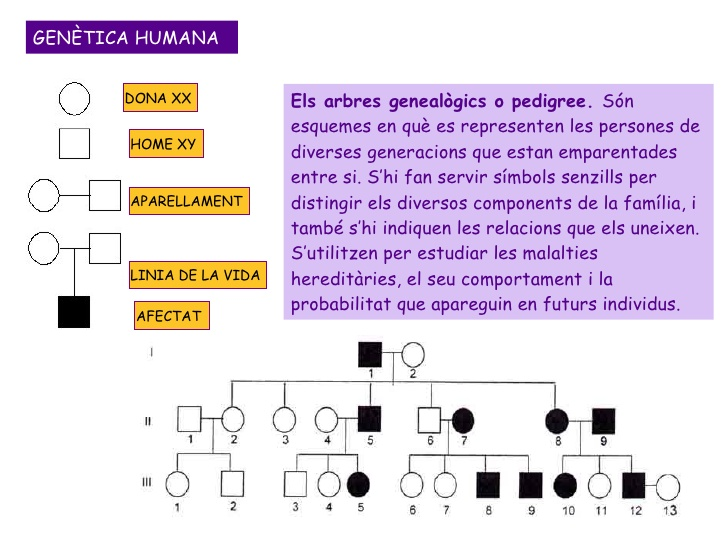 GENÈTICA HUMANA
DONA XX
HOME XY
APARELLAMENT
LINIA DE LA VIDA
AFECTAT
Els arbres genealògics o pedigree. Són
esquemes en què es representen les persones de
diverses generacions que estan emparentades
entre si. S'hi fan servir símbols senzills per
distingir els diversos components de la família, i
també s'hi indiquen les relacions que els uneixen.
S'utilitzen per estudiar les malalties
hereditàries, el seu comportament i la
probabilitat que apareguin en futurs individus.
I
1 2
II
1 2 3 4 5 6 7 8 9
III
1 2 3 4 5 6 7 8 9 10 11 12 13